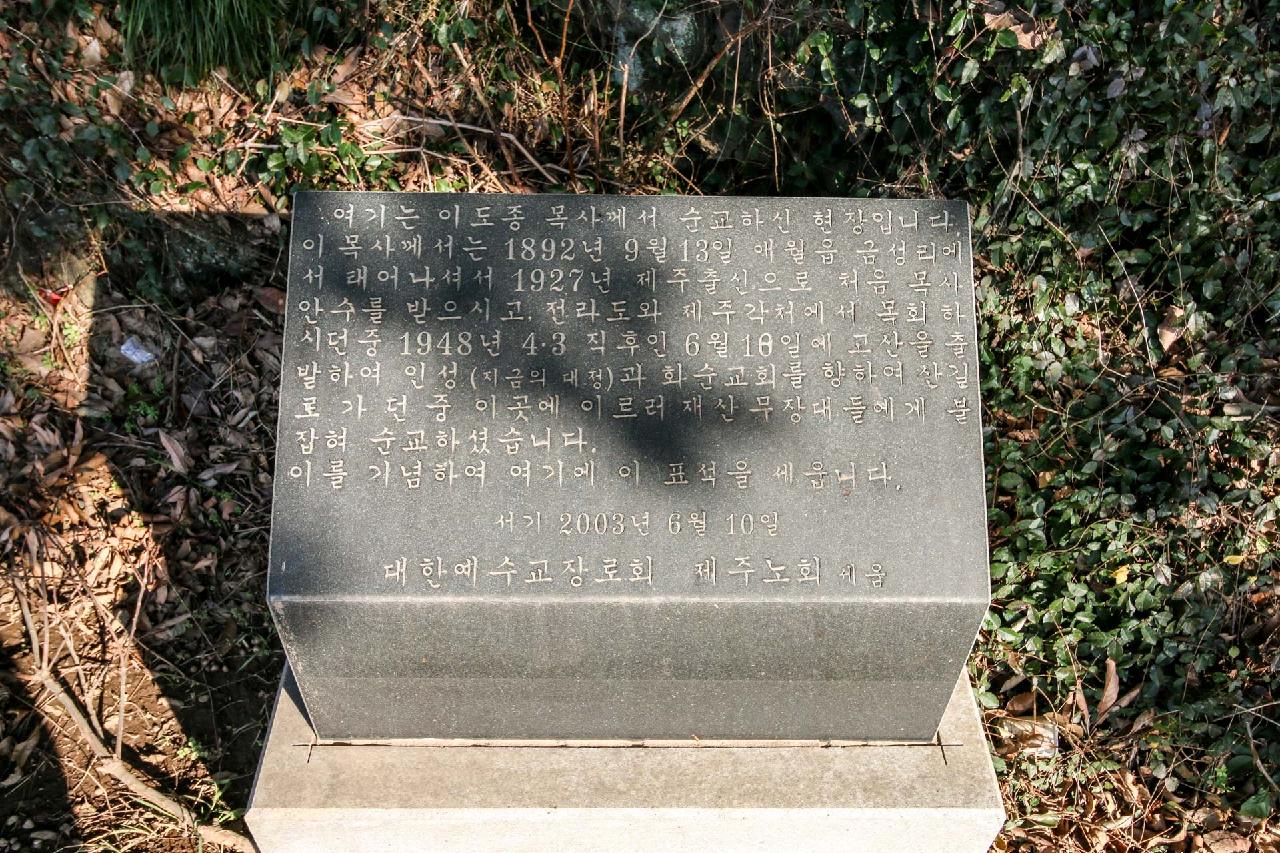 여기는 이도종 목사께서 순교하신 현장입니다.
이 목사께서는 1892년 9월 13일 애월읍 금성리에
서 태어나셔서 1927년 제주출신으로 처음 목사
안수를 받으시고, 전라도와 제주각처에서 목회 하
시던중 1948년 4·3 직후인 6월 18일에 고산을 출
발하여 인성(지금의 대정)과 화순교회를 향하여 산길
로 가던 중 이곳에 이르러 재산무장대들에게 붙
잡혀 순교하셨습니다.
이를 기념하여 여기에 이 표석을 세웁니다.
서기 2003년 6월 10일
대한예수교장로회 제주노회 세움